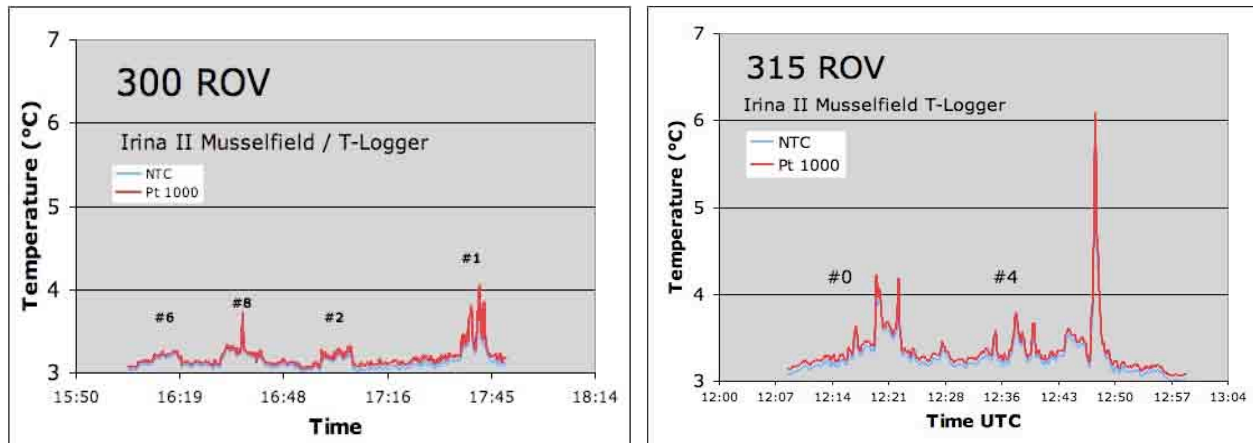 7
6
5
4
3
Temperature (°C)
300 ROV
Irina II Musselfield / T-Logger
NTC
Pt 1000
#6
#8
#2
#1
15:50 16:19 16:48 17:16 17:45 18:14
Time
7
6
5
4
3
Temperature (°C)
315 ROV
Irina II Musselfield T-Logger
NTC
Pt 1000
#0
#4
12:00 12:07 12:14 12:21 12:28 12:36 12:43 12:50 12:57 13:04
Time UTC